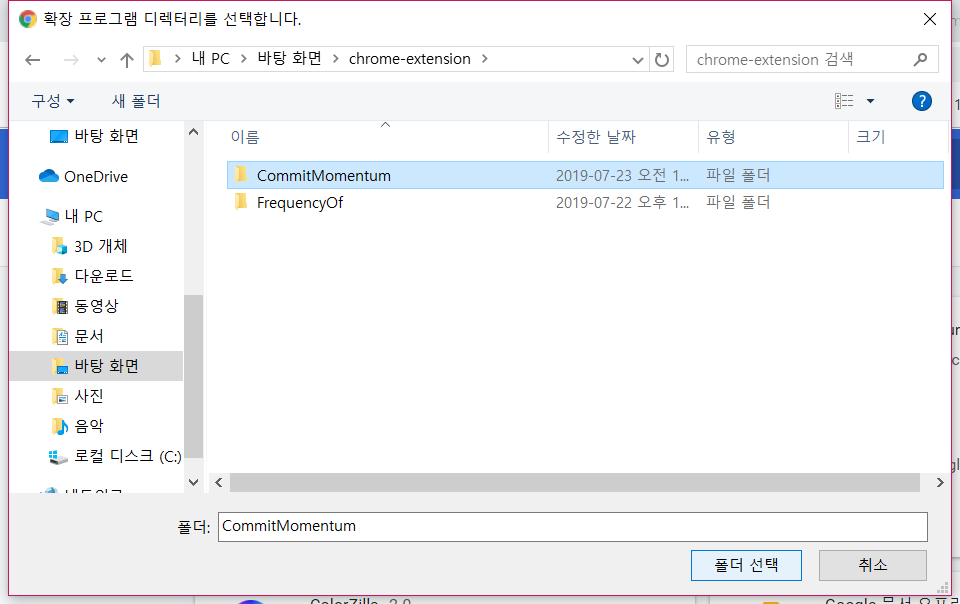 확장 프로그램 디렉터리를 선택합니다.
내 PC > 바탕 화면 > chrome-extension >
chrome-extension 검색
구성
새 폴더
?
바탕 화면
OneDrive
내 PC
3D 개체
다운로드
동영상
문서
바탕 화면
사진
음악
로컬 디스크 (C:)
이름 수정한 날짜 유형 크기
CommitMomentum 2019-07-23 오전 1... 파일 폴더
FrequencyOf 2019-07-22 오후 1... 파일 폴더
폴더: CommitMomentum
폴더 선택 취소